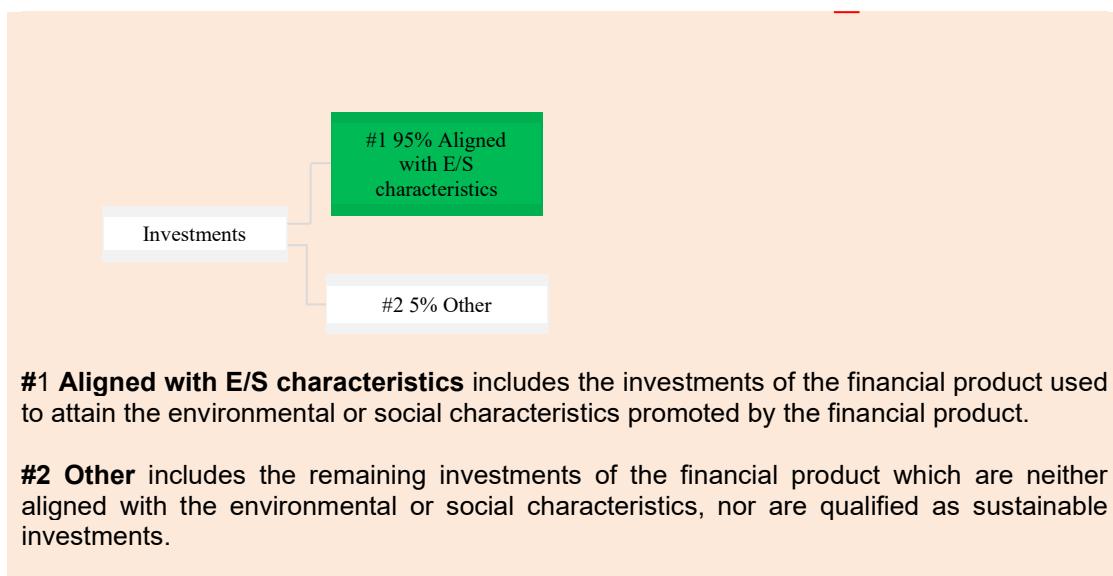 #1 95% Aligned
with E/S
characteristics
Investments
#2 5% Other
#1 Aligned with E/S characteristics includes the investments of the financial product used
to attain the environmental or social characteristics promoted by the financial product.
#2 Other includes the remaining investments of the financial product which are neither
aligned with the environmental or social characteristics, nor are qualified as sustainable
investments.